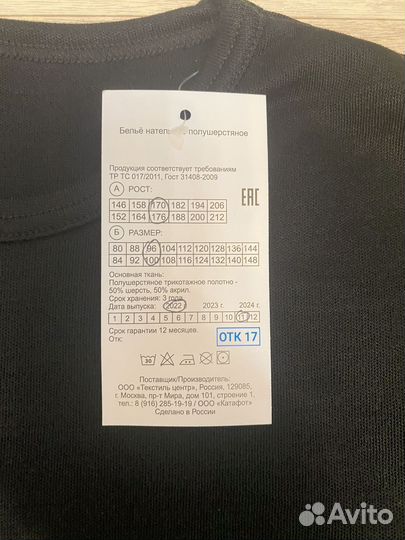 Бельё нательное полушерстяное
Продукция соответствует требованиям
ТР ТС 017/2011, Гост 31408-2009
А РОСТ:
146 158 170 182 194 206
152 164 176 188 200 212
EAC
Б РАЗМЕР:
80 88 96 104 112 120 128 136 144
84 92 100 108 116 124 132 140 148
Основная ткань:
Полушерстяное трикотажное полотно -
50% шерсть, 50% акрил.
Срок хранения: 3 года
Дата выпуска: 2022 г. 2023 г. 2024 г.
1 2 3 4 5 6 7 8 9 10 11 12
Срок гарантии 12 месяцев.
Отк:
ОТК 17
30
Поставщик/Производитель:
ООО «Текстиль центр», Россия, 129085,
г. Москва, пр-т Мира, дом 101, строение 1,
тел.: 8 (916) 285-19-19 / ООО «Катафот»
Сделано в России
Avito